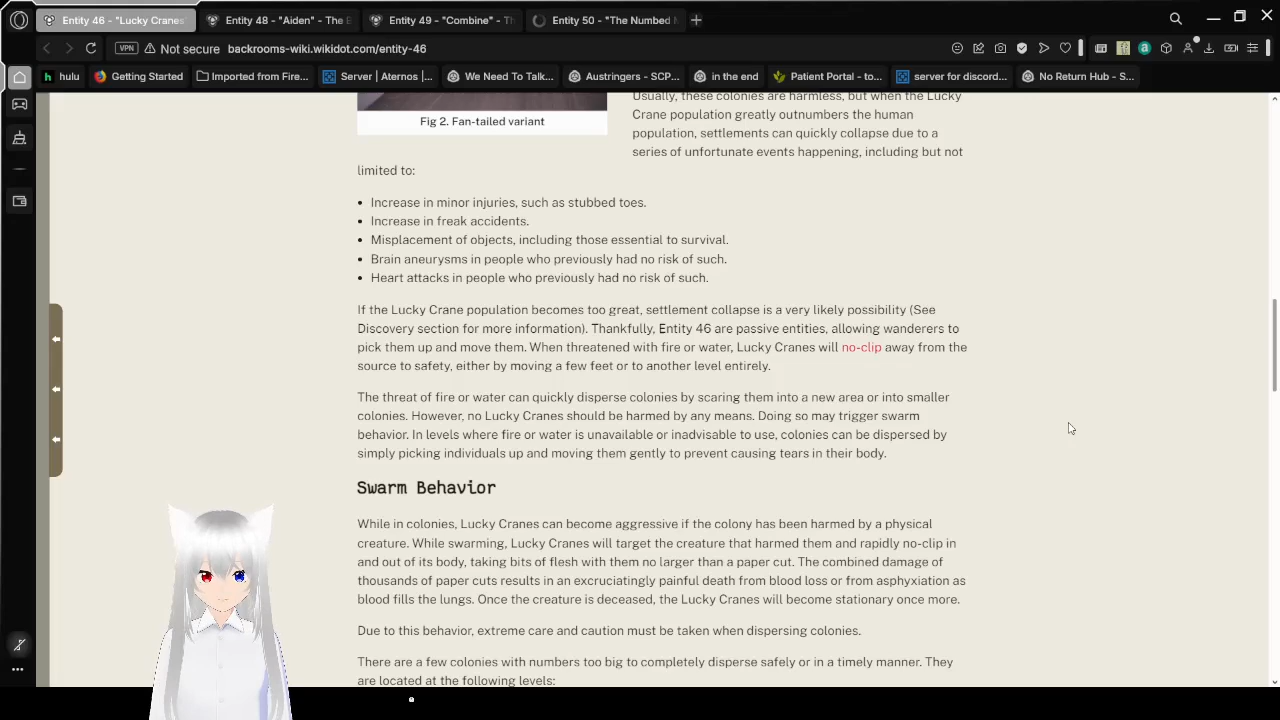 Entity 46 - "Lucky Cranes"
Entity 48 - "Aiden" - The B
Entity 49 - "Combine" - Th
Entity 50 - "The Numbed M
VPN
Not secure
backrooms-wiki.wikidot.com/entity-46
hulu
Getting Started
Imported from Fire...
Server | Aternos |...
We Need To Talk...
Austringers - SCP...
in the end
Patient Portal - to...
server for discord...
No Return Hub - S...
Fig 2. Fan-tailed variant
Usually, these colonies are harmless, but when the Lucky
Crane population greatly outnumbers the human
population, settlements can quickly collapse due to a
series of unfortunate events happening, including but not
limited to:
• Increase in minor injuries, such as stubbed toes.
• Increase in freak accidents.
• Misplacement of objects, including those essential to survival.
• Brain aneurysms in people who previously had no risk of such.
• Heart attacks in people who previously had no risk of such.
If the Lucky Crane population becomes too great, settlement collapse is a very likely possibility (See
Discovery section for more information). Thankfully, Entity 46 are passive entities, allowing wanderers to
pick them up and move them. When threatened with fire or water, Lucky Cranes will no-clip away from the
source to safety, either by moving a few feet or to another level entirely.
The threat of fire or water can quickly disperse colonies by scaring them into a new area or into smaller
colonies. However, no Lucky Cranes should be harmed by any means. Doing so may trigger swarm
behavior. In levels where fire or water is unavailable or inadvisable to use, colonies can be dispersed by
simply picking individuals up and moving them gently to prevent causing tears in their body.
Swarm Behavior
While in colonies, Lucky Cranes can become aggressive if the colony has been harmed by a physical
creature. While swarming, Lucky Cranes will target the creature that harmed them and rapidly no-clip in
and out of its body, taking bits of flesh with them no larger than a paper cut. The combined damage of
thousands of paper cuts results in an excruciatingly painful death from blood loss or from asphyxiation as
blood fills the lungs. Once the creature is deceased, the Lucky Cranes will become stationary once more.
Due to this behavior, extreme care and caution must be taken when dispersing colonies.
There are a few colonies with numbers too big to completely disperse safely or in a timely manner. They
are located at the following levels: